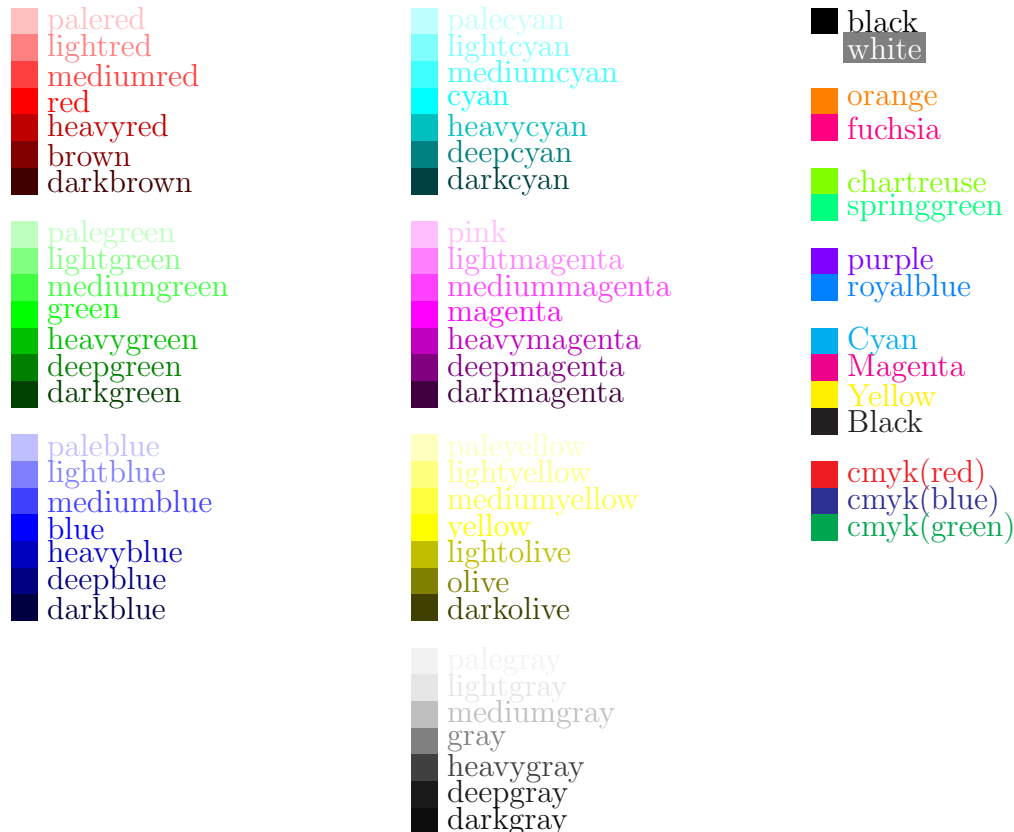 palered
lightred
mediumred
red
heavyred
brown
darkbrown
palegreen
lightgreen
mediumgreen
green
heavygreen
deepgreen
darkgreen
paleblue
lightblue
mediumblue
blue
heavyblue
deepblue
darkblue
palecyan
lightcyan
mediumcyan
cyan
heavycyan
deepcyan
darkcyan
pink
lightmagenta
mediummagenta
magenta
heavymagenta
deepmagenta
darkmagenta
paleyellow
lightyellow
mediumyellow
yellow
lightolive
olive
darkolive
palegray
lightgray
mediumgray
gray
heavygray
deepgray
darkgray
black
white
orange
fuchsia
chartreuse
springgreen
purple
royalblue
Cyan
Magenta
Yellow
Black
cmyk(red)
cmyk(blue)
cmyk(green)